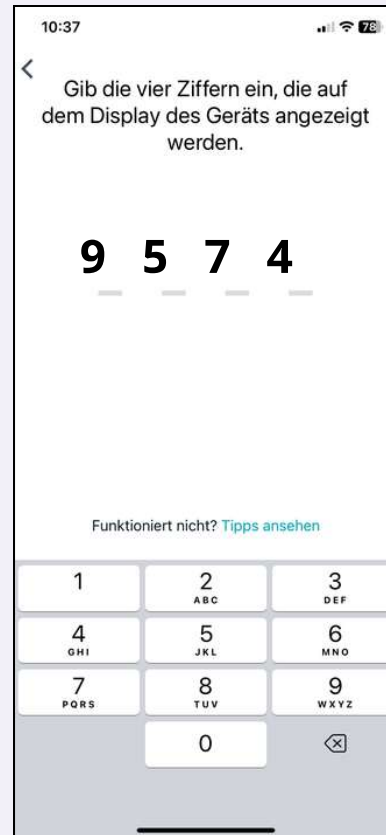 10:37
78
Gib die vier Ziffern ein, die auf
dem Display des Geräts angezeigt
werden.
9 5 7 4
Funktioniert nicht? Tipps ansehen
1 2 3
ABC DEF
4 5 6
GHI JKL MNO
7 8 9
PQRS TUV WXYZ
0